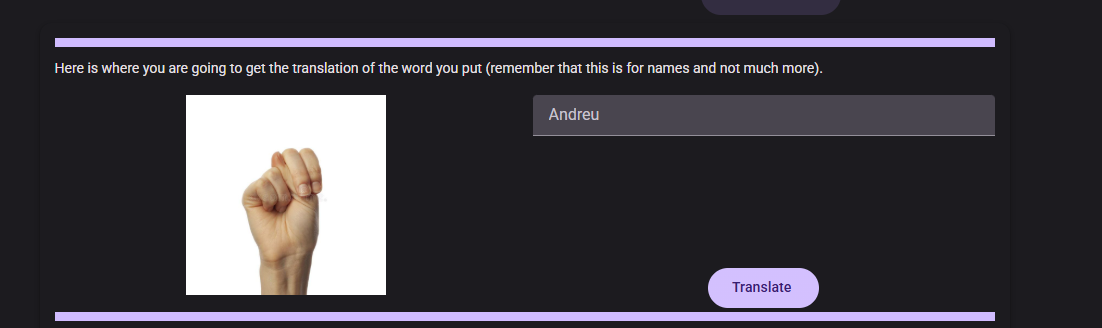 Here is where you are going to get the translation of the word you put (remember that this is for names and not much more).
Andreu
Translate